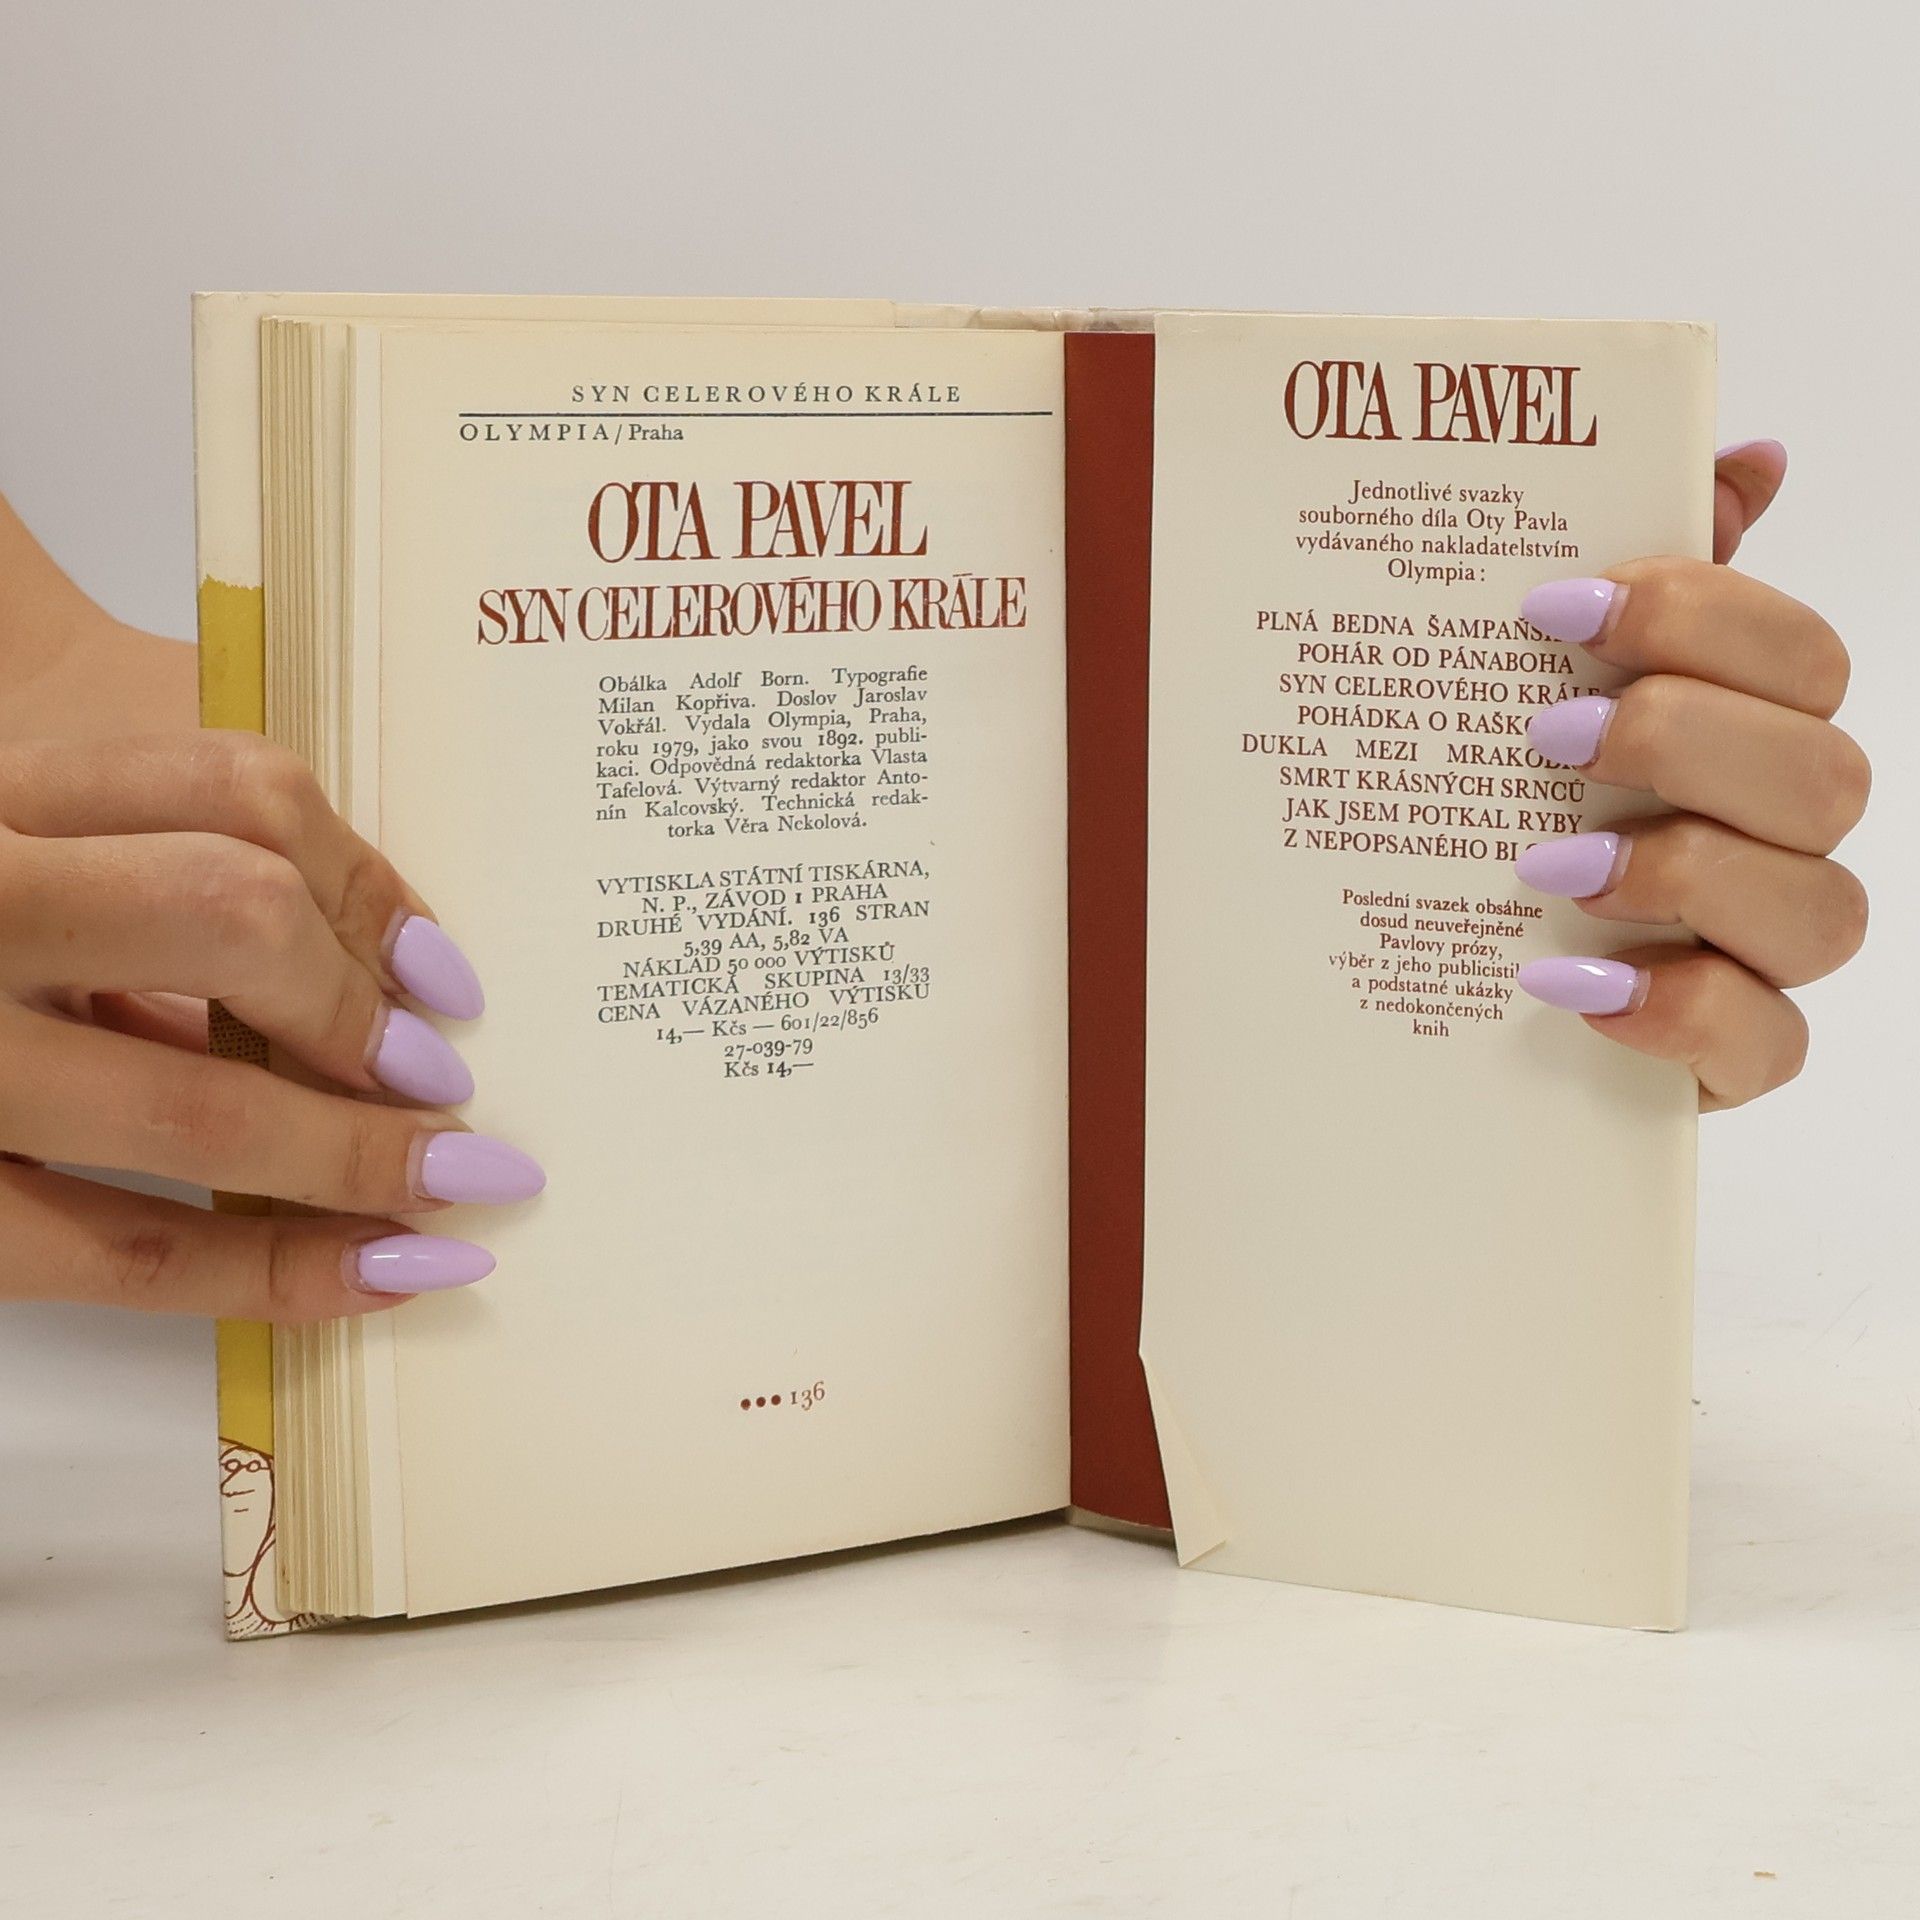 SYN CELEROVÉHO KRÁLE
OLYMPIA/Praha
OTA PAVEL
SYN CELEROVÉHO KRÁLE
Obálka Adolf Born. Typografie
Milan Kopřiva. Doslov Jaroslav
Vokřál. Vydala Olympia, Praha,
roku 1979, jako svou 1892. publi-
kaci. Odpovědná redaktorka Vlasta
Tafelová. Výtvarný redaktor Anto-
nín Kalcovský. Technická redak-
torka Věra Nekolová.
VYTISKLA STÁTNÍ TISKÁRNA,
N. P., ZÁVOD 1 PRAHA
DRUHÉ VYDÁNÍ. 136 STRAN
5,39 AA, 5,82 VA
NÁKLAD 50 000 VÝTISKŮ
TEMATICKÁ SKUPINA 13/33
CENA VÁZANÉHO VÝTISKU
14,— Kčs — 601/22/856
27-039-79
Kčs 14,—
••• 136
OTA PAVEL
Jednotlivé svazky
souborného díla Oty Pavla
vydávaného nakladatelstvím
Olympia:
PLNÁ BEDNA
POHÁR OD PÁNABOHA
SYN CELEROVÉHO KRÁLE
POHÁDKA O
DUKLA MEZI
SMRT KRÁSNÝCH SRNCŮ
JAK JSEM POTKAL RYBY
Z NEPOPSANÉHO
Poslední svazek obsáhne
dosud neuveřejněné
Pavlovy prózy,
výběr z jeho
a podstatné ukázky
z nedokončených
knih